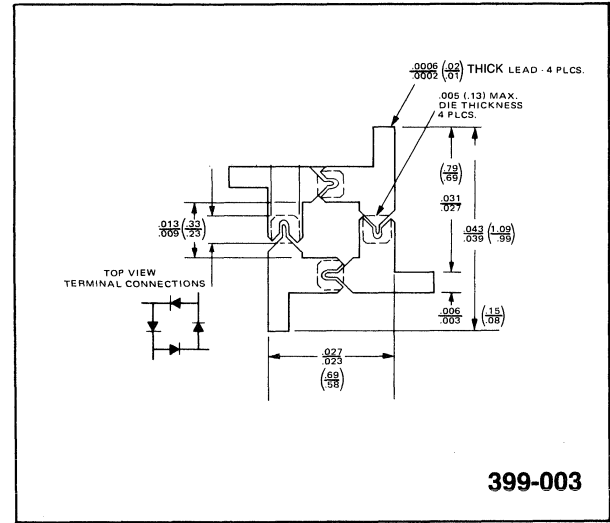 .0006/.0002 (.02/.01) THICK LEAD - 4 PLCS.
.005 (.13) MAX.
DIE THICKNESS
4 PLCS.
(.79/.69)
.031/.027
.013/.009 (.33/.23)
.043/.039 (1.09/.99)
TOP VIEW
TERMINAL CONNECTIONS
.006/.003 (.15/.08)
.027/.023
(.69/.58)
399-003